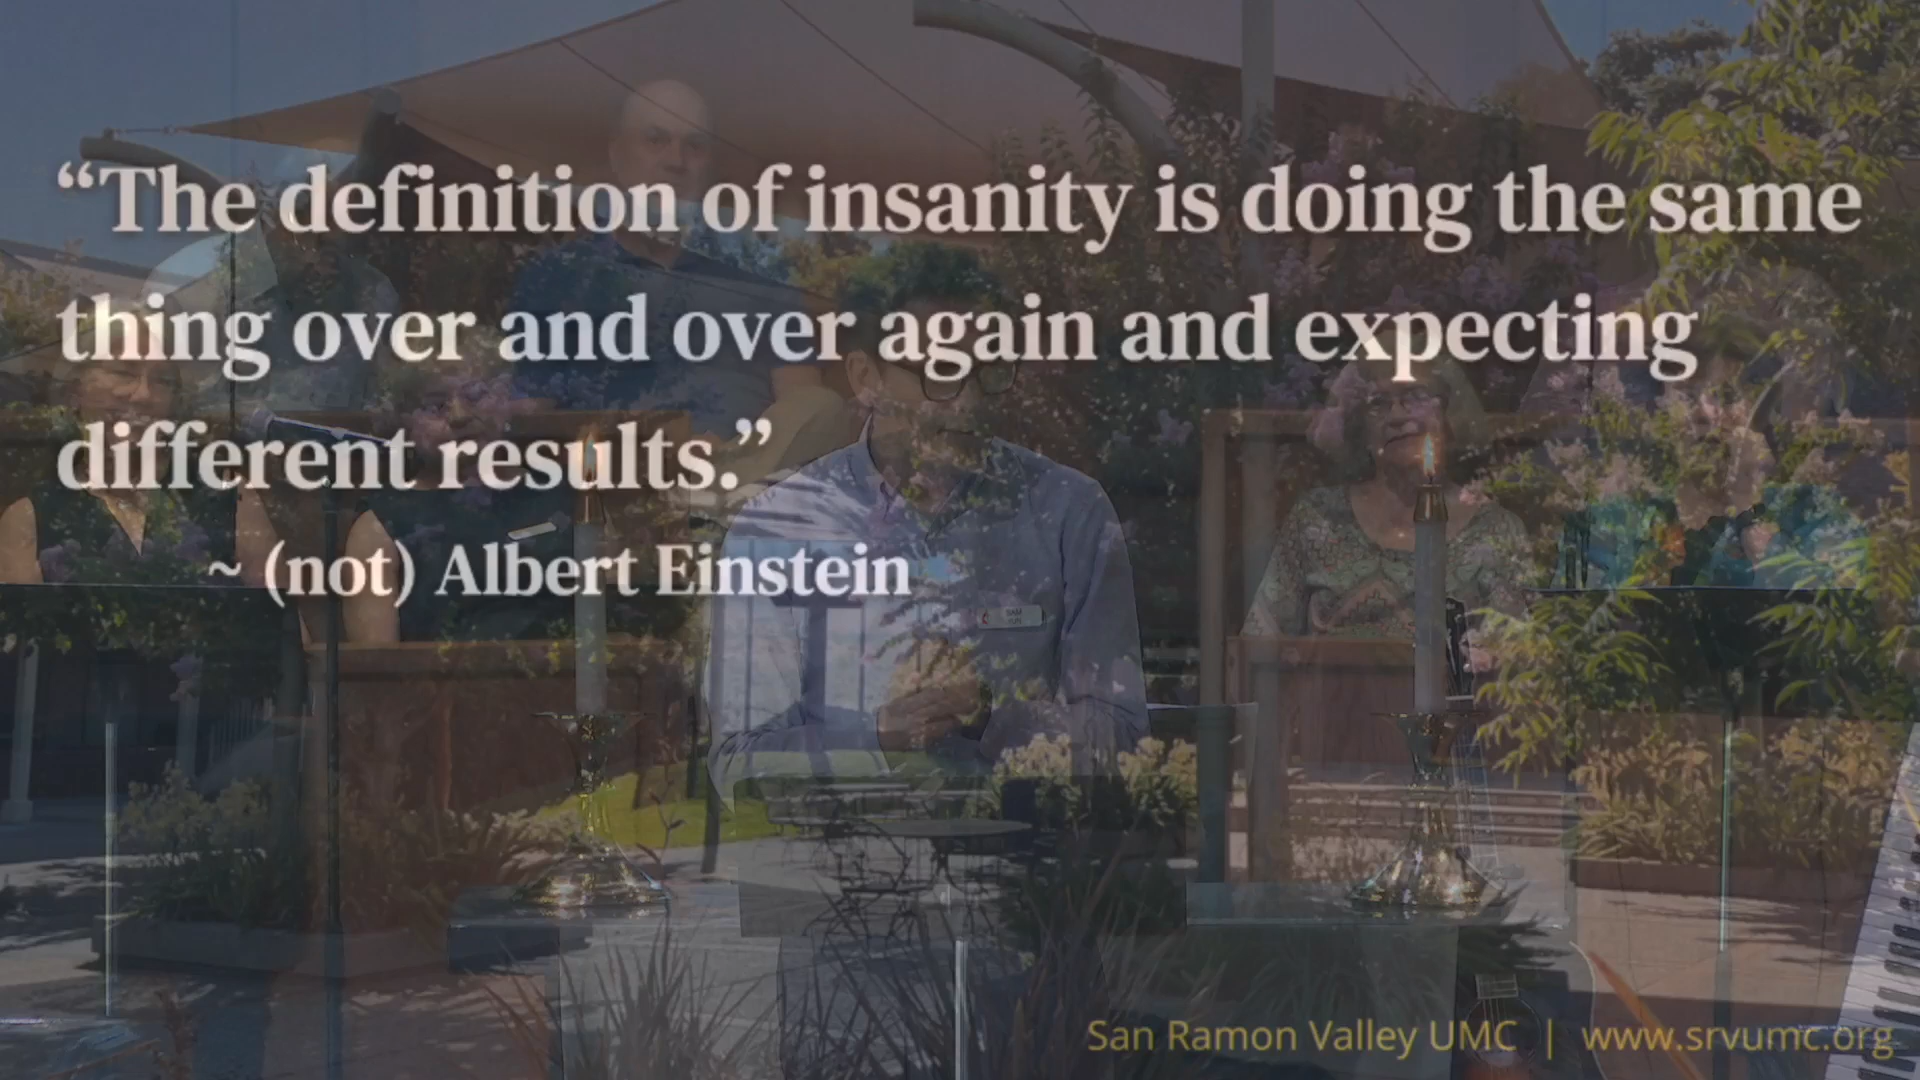 “The definition of insanity is doing the same
thing over and over again and expecting
different results.”
~ (not) Albert Einstein
SAM
San Ramon Valley UMC | www.srvumc.org